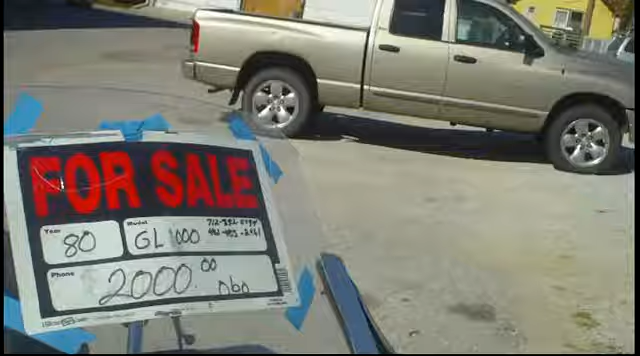 FOR SALE
Year
80
Model
GL 1000
Phone
2000.00 obo